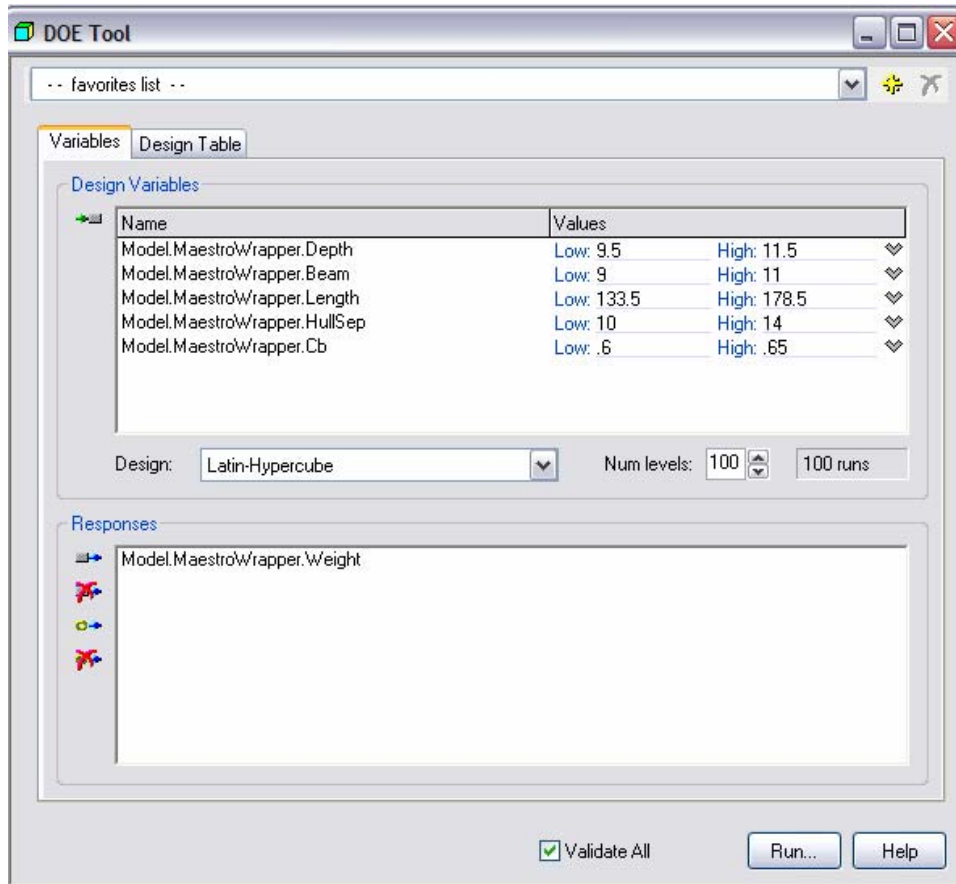 DOE Tool
-- favorites list --
Variables Design Table
Design Variables
Name Values
Model.MaestroWrapper.Depth Low: 9.5 High: 11.5
Model.MaestroWrapper.Beam Low: 9 High: 11
Model.MaestroWrapper.Length Low: 133.5 High: 178.5
Model.MaestroWrapper.HullSep Low: 10 High: 14
Model.MaestroWrapper.Cb Low: .6 High: .65
Design: Latin-Hypercube Num levels: 100 100 runs
Responses
Model.MaestroWrapper.Weight
Validate All Run... Help